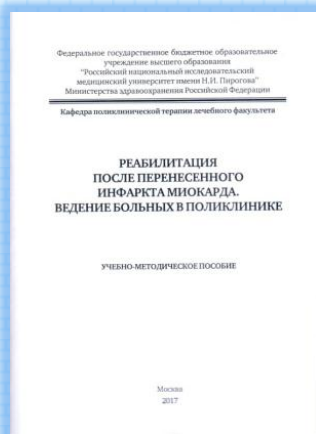 Федеральное государственное бюджетное образовательное
учреждение высшего образования
"Российский национальный исследовательский
медицинский университет имени Н.И. Пирогова"
Министерства здравоохранения Российской Федерации
Кафедра поликлинической терапии лечебного факультета
РЕАБИЛИТАЦИЯ
ПОСЛЕ ПЕРЕНЕСЕННОГО
ИНФАРКТА МИОКАРДА.
ВЕДЕНИЕ БОЛЬНЫХ В ПОЛИКЛИНИКЕ
УЧЕБНО-МЕТОДИЧЕСКОЕ ПОСОБИЕ
Москва
2017